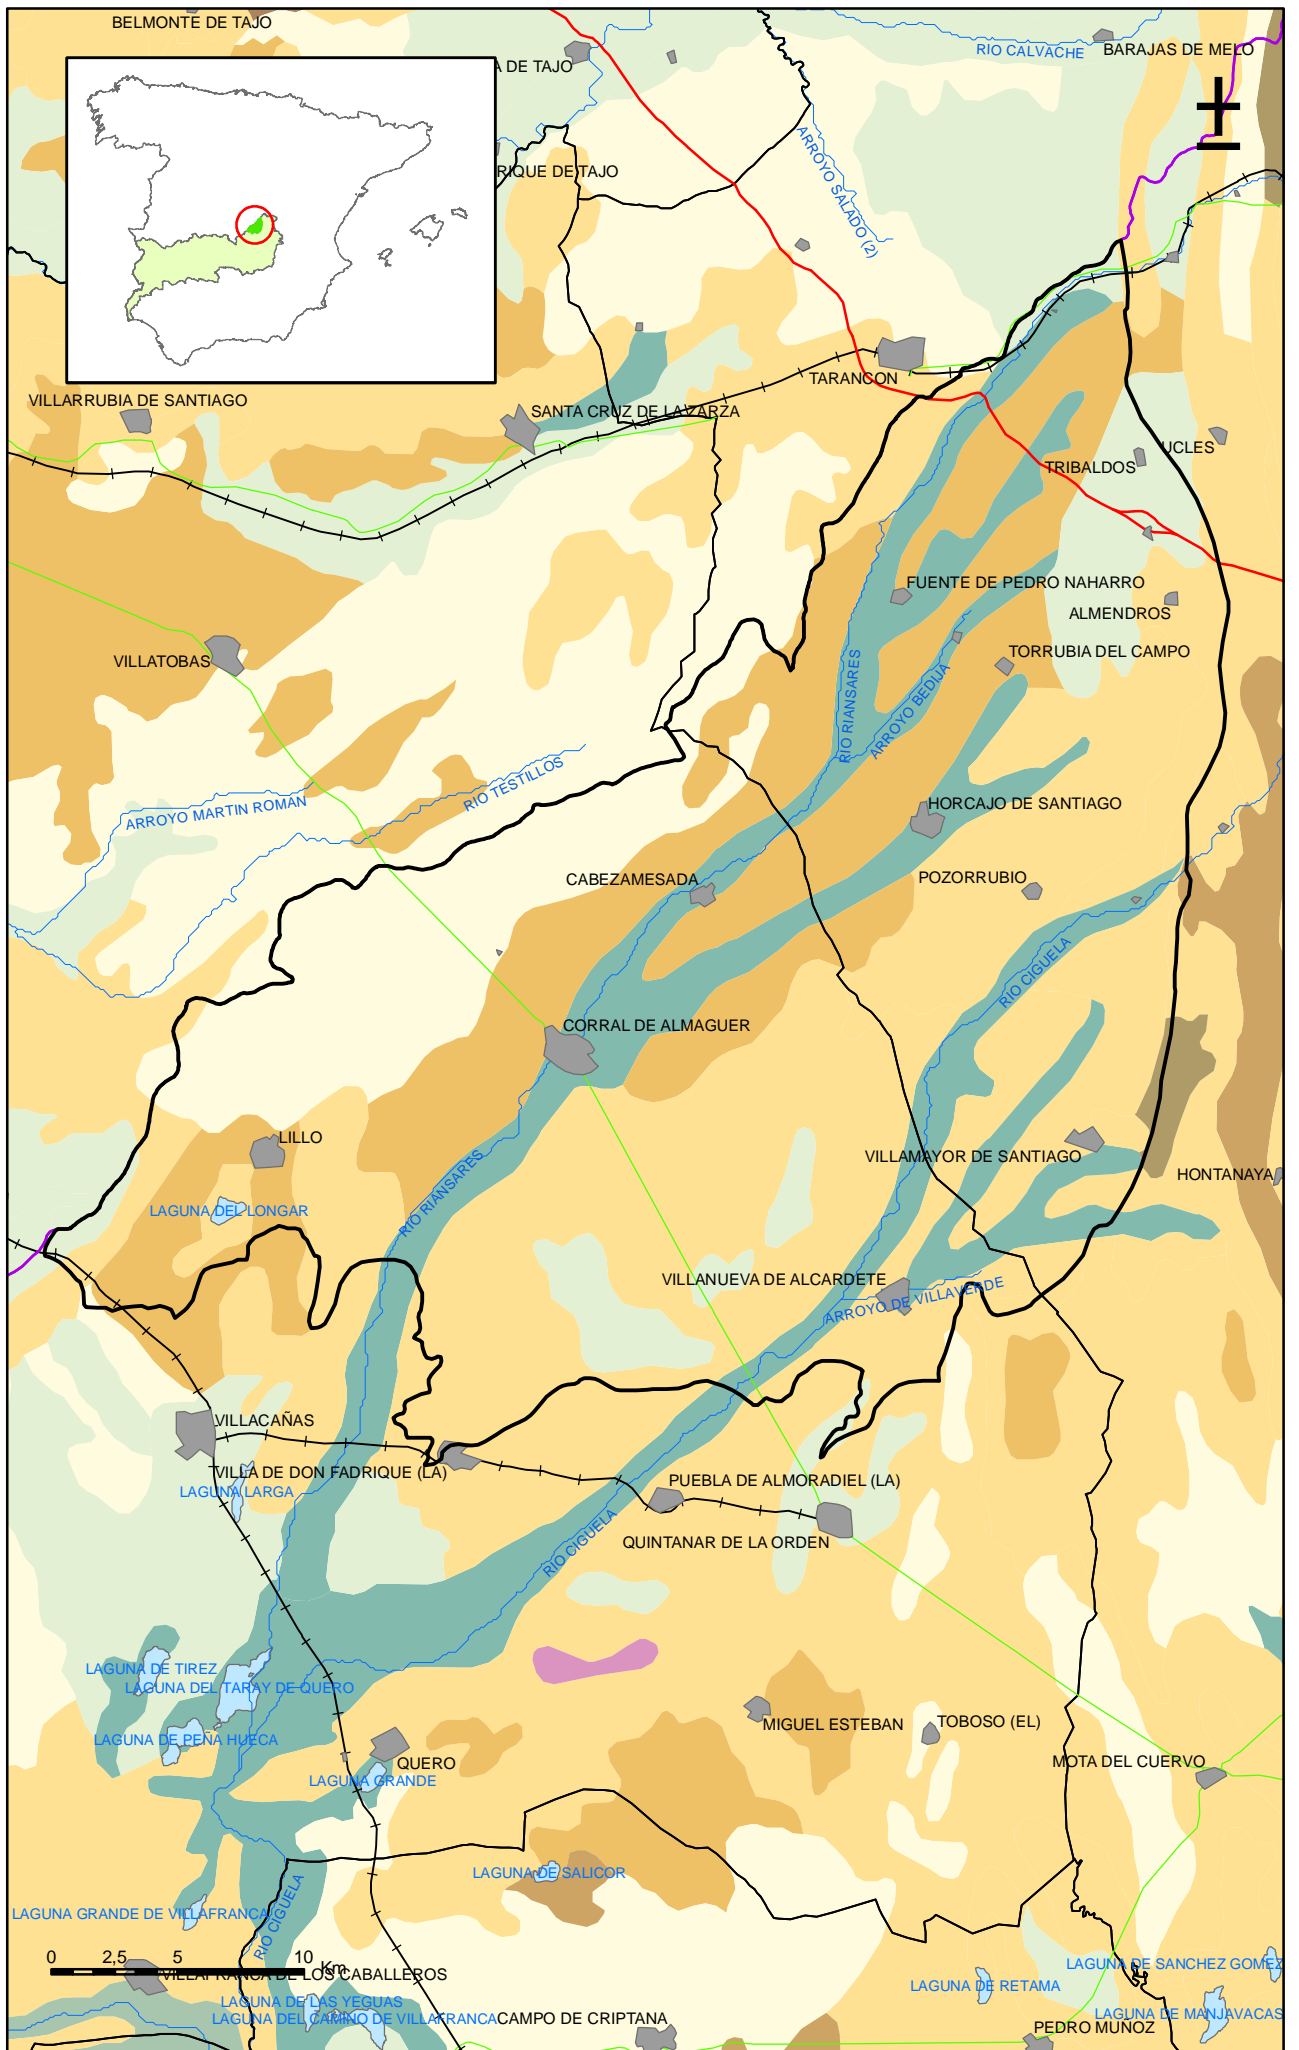 BELMONTE DE TAJO
RIO CALVACHE
BARAJAS DE MELO
A DE TAJO
ARROYO SALADO (2)
RIQUE DE TAJO
TARANCON
VILLARRUBIA DE SANTIAGO
SANTA CRUZ DE LA ZARZA
UCLES
TRIBALDOS
FUENTE DE PEDRO NAHARRO
ALMENDROS
VILLATOBAS
TORRUBIA DEL CAMPO
RIO RIANSARES
ARROYO BEDIJA
RIO TESTILLOS
ARROYO MARTIN ROMAN
HORCAJO DE SANTIAGO
CABEZAMESADA
POZORRUBIO
RIO CIGUELA
CORRAL DE ALMAGUER
LILLO
VILLAMAYOR DE SANTIAGO
HONTANAYA
RIO RIANSARES
LAGUNA DEL LONGAR
VILLANUEVA DE ALCARDETE
ARROYO DE VILLAVERDE
VILLACAÑAS
VILLA DE DON FADRIQUE (LA)
PUEBLA DE ALMORADIEL (LA)
LAGUNA LARGA
RIO CIGUELA
QUINTANAR DE LA ORDEN
LAGUNA DE TIREZ
LAGUNA DEL TARAY DE QUERO
MIGUEL ESTEBAN
TOBOSO (EL)
LAGUNA DE PEÑA HUECA
QUERO
MOTA DEL CUERVO
LAGUNA GRANDE
LAGUNA DE SALICOR
LAGUNA GRANDE DE VILLAFRANCA
RIO CIGUELA
0 2,5 5 10 Km
VILLAFRANCA DE LOS CABALLEROS
LAGUNA DE SANCHEZ GOMEZ
LAGUNA DE RETAMA
LAGUNA DE LAS YEGUAS
LAGUNA DEL CAMINO DE VILLAFRANCA
CAMPO DE CRIPTANA
LAGUNA DE MANJAVACAS
PEDRO MUÑOZ